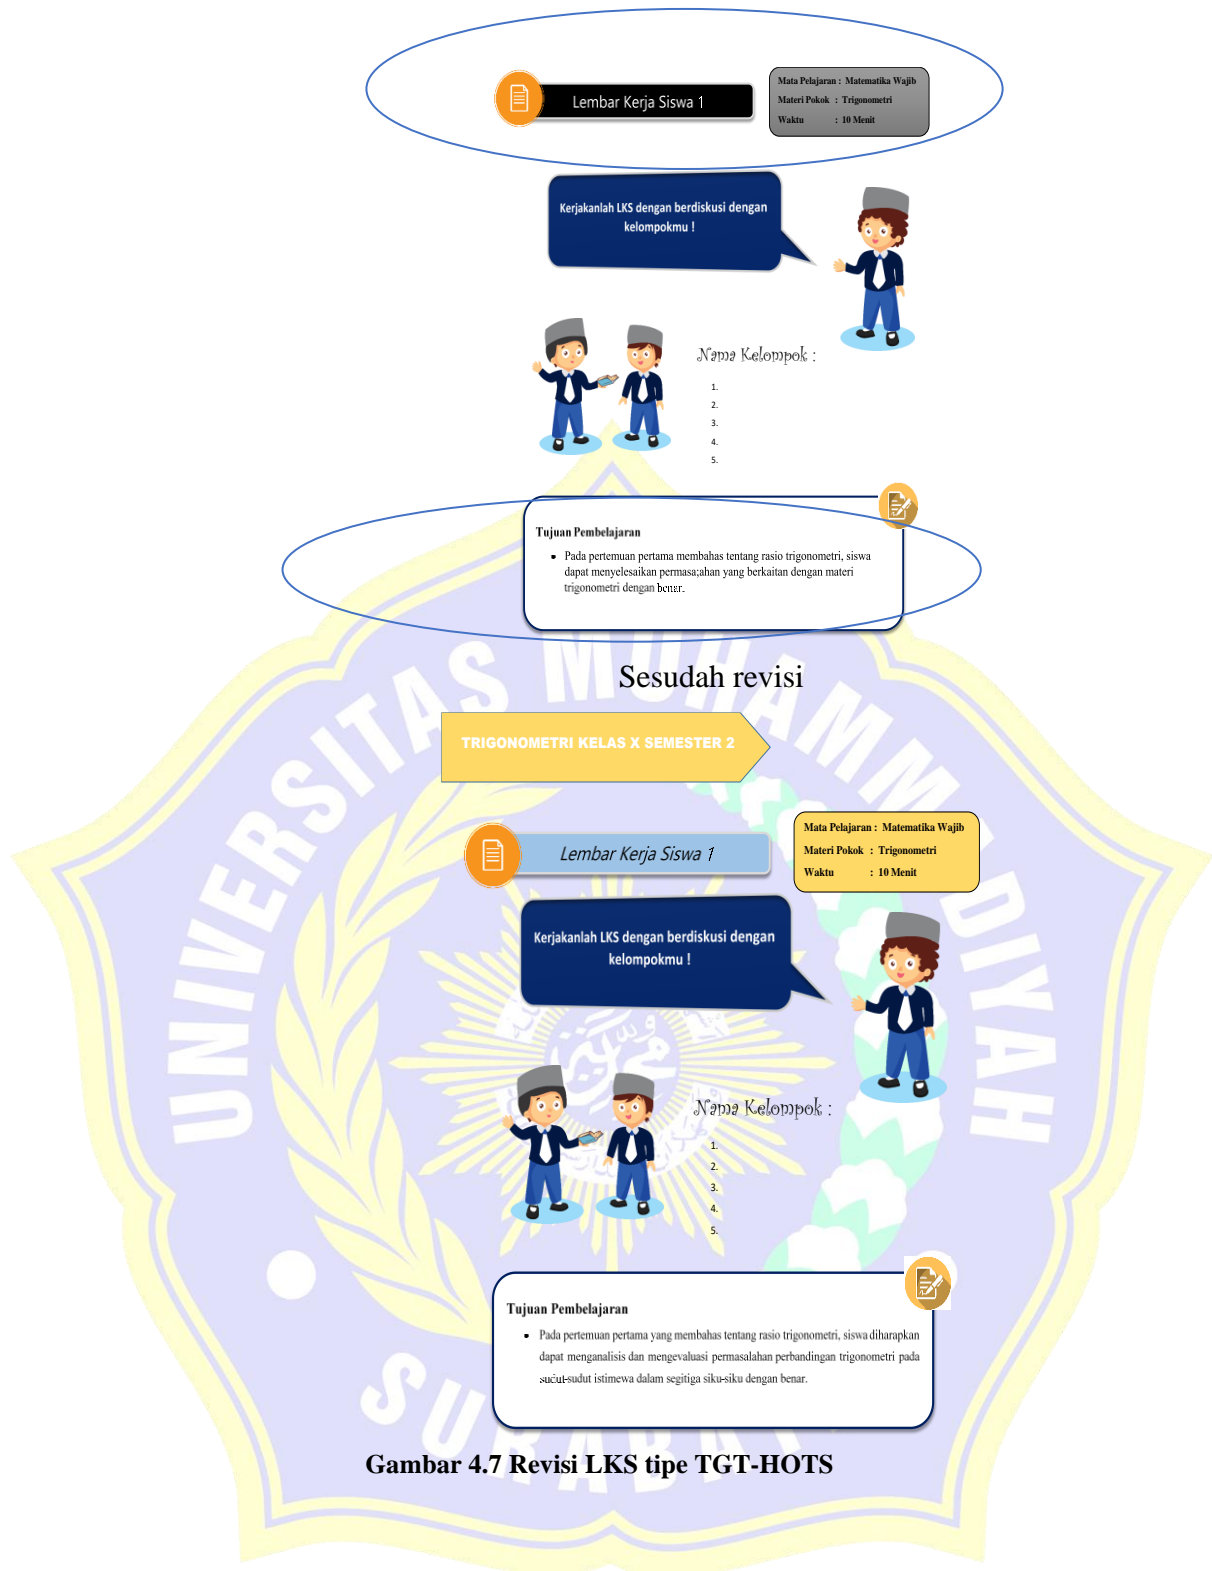 Lembar Kerja Siswa 1
Mata Pelajaran : Matematika Wajib
Materi Pokok : Trigonometri
Waktu : 10 Menit
Kerjakanlah LKS dengan berdiskusi dengan
kelompokmu !
Nama Kelompok :
1.
2.
3.
4.
5.
Tujuan Pembelajaran
• Pada pertemuan pertama membahas tentang rasio trigonometri, siswa
dapat menyelesaikan permasa;ahan yang berkaitan dengan materi
trigonometri dengan benar.
Sesudah revisi
TRIGONOMETRI KELAS X SEMESTER 2
Lembar Kerja Siswa 1
Mata Pelajaran : Matematika Wajib
Materi Pokok : Trigonometri
Waktu : 10 Menit
Kerjakanlah LKS dengan berdiskusi dengan
kelompokmu !
Nama Kelompok :
1.
2.
3.
4.
5.
Tujuan Pembelajaran
• Pada pertemuan pertama yang membahas tentang rasio trigonometri, siswa diharapkan
dapat menganalisis dan mengevaluasi permasalahan perbandingan trigonometri pada
sudut-sudut istimewa dalam segitiga siku-siku dengan benar.
Gambar 4.7 Revisi LKS tipe TGT-HOTS
UNIVERSITAS MUHAMMADIYAH
SURABAYA